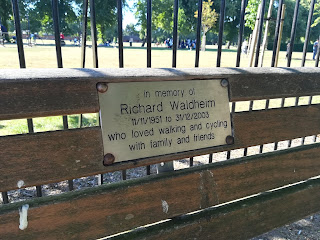 in memory of
Richard Waldheim
11/11/1951 to 31/12/2003
who loved walking and cycling
with family and friends